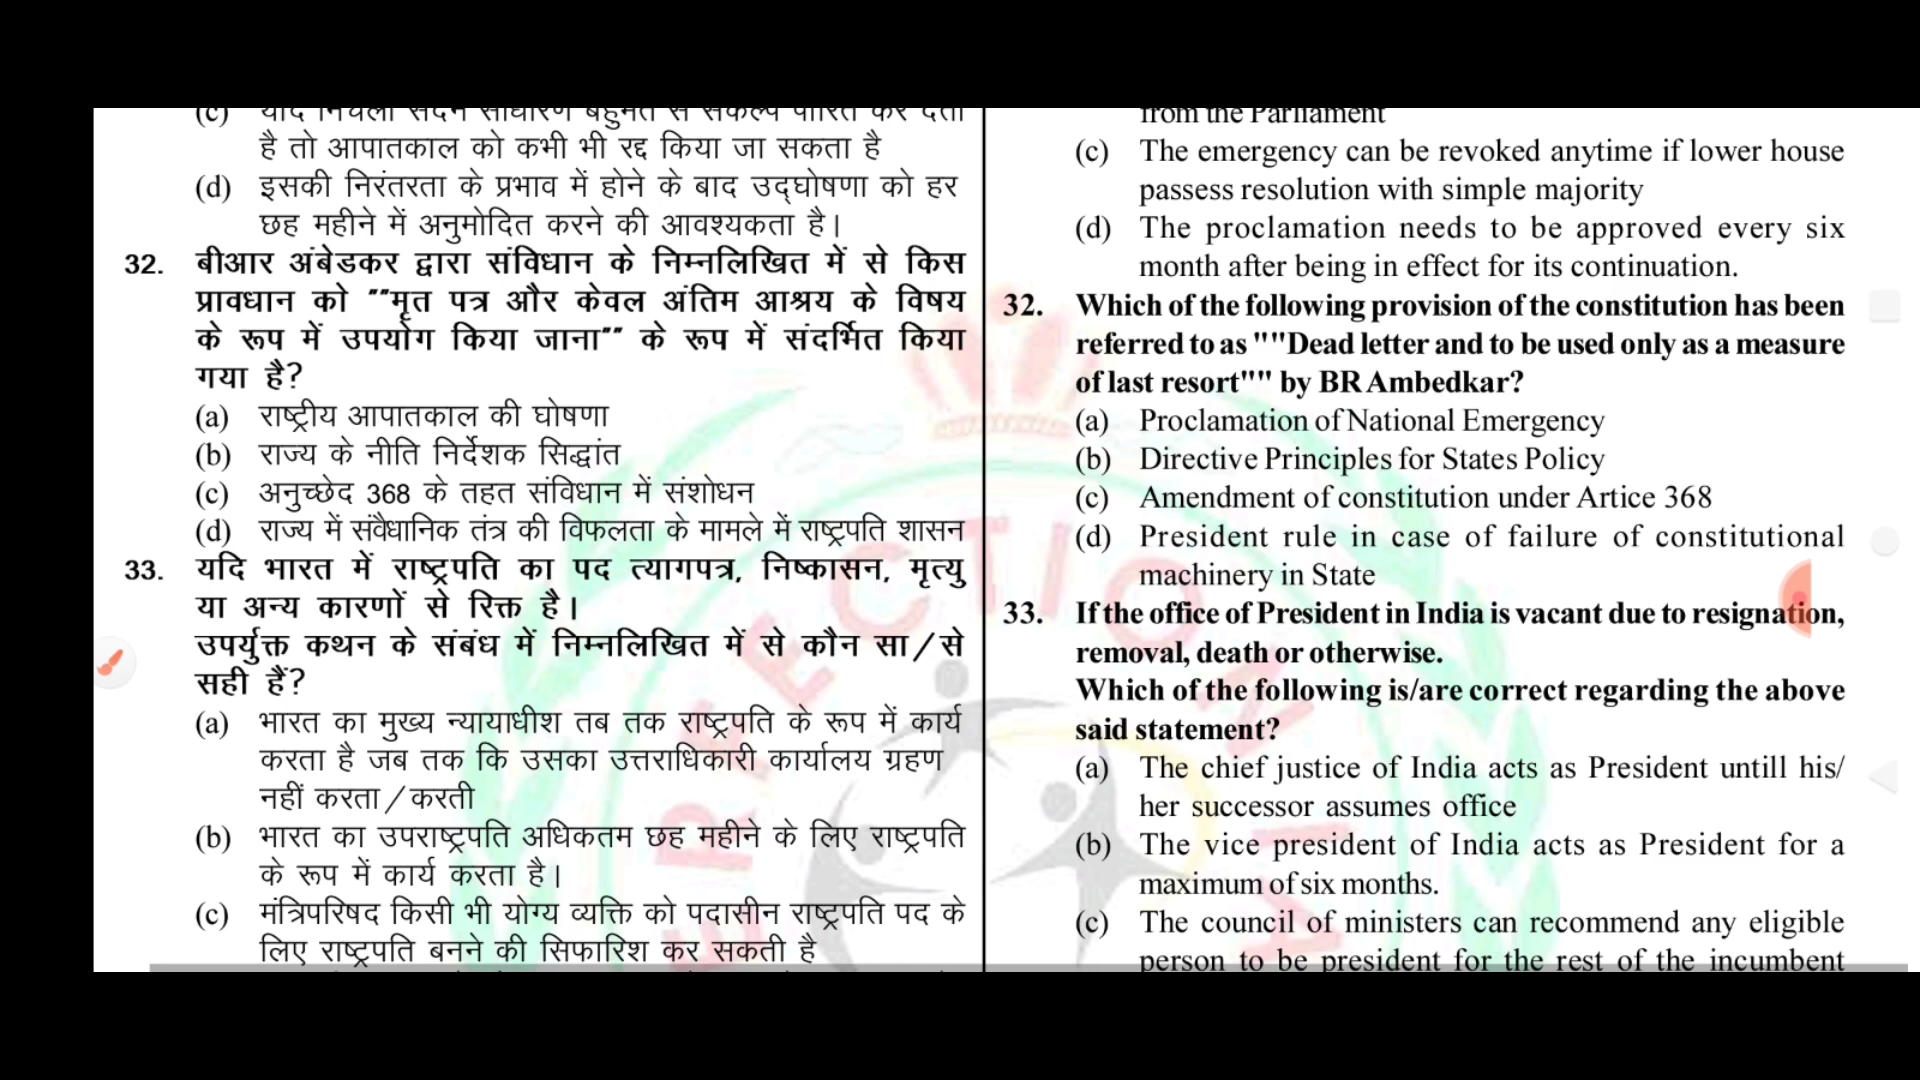 (c) यदि निचला सदन साधारण बहुमत से संकल्प पारित कर देता
है तो आपातकाल को कभी भी रद्द किया जा सकता है
(d) इसकी निरंतरता के प्रभाव में होने के बाद उद्घोषणा को हर
छह महीने में अनुमोदित करने की आवश्यकता है।
32. बीआर अंबेडकर द्वारा संविधान के निम्नलिखित में से किस
प्रावधान को ""मृत पत्र और केवल अंतिम आश्रय के विषय
के रूप में उपयोग किया जाना"" के रूप में संदर्भित किया
गया है?
(a) राष्ट्रीय आपातकाल की घोषणा
(b) राज्य के नीति निर्देशक सिद्धांत
(c) अनुच्छेद 368 के तहत संविधान में संशोधन
(d) राज्य में संवैधानिक तंत्र की विफलता के मामले में राष्ट्रपति शासन
33. यदि भारत में राष्ट्रपति का पद त्यागपत्र, निष्कासन, मृत्यु
या अन्य कारणों से रिक्त है।
उपर्युक्त कथन के संबंध में निम्नलिखित में से कौन सा/से
सही हैं?
(a) भारत का मुख्य न्यायाधीश तब तक राष्ट्रपति के रूप में कार्य
करता है जब तक कि उसका उत्तराधिकारी कार्यालय ग्रहण
नहीं करता/करती
(b) भारत का उपराष्ट्रपति अधिकतम छह महीने के लिए राष्ट्रपति
के रूप में कार्य करता है।
(c) मंत्रिपरिषद किसी भी योग्य व्यक्ति को पदासीन राष्ट्रपति पद के
लिए राष्ट्रपति बनने की सिफारिश कर सकती है
from the Parliament
(c) The emergency can be revoked anytime if lower house
passess resolution with simple majority
(d) The proclamation needs to be approved every six
month after being in effect for its continuation.
32. Which of the following provision of the constitution has been
referred to as ""Dead letter and to be used only as a measure
of last resort"" by BR Ambedkar?
(a) Proclamation of National Emergency
(b) Directive Principles for States Policy
(c) Amendment of constitution under Artice 368
(d) President rule in case of failure of constitutional
machinery in State
33. If the office of President in India is vacant due to resignation,
removal, death or otherwise.
Which of the following is/are correct regarding the above
said statement?
(a) The chief justice of India acts as President untill his/
her successor assumes office
(b) The vice president of India acts as President for a
maximum of six months.
(c) The council of ministers can recommend any eligible
person to be president for the rest of the incumbent